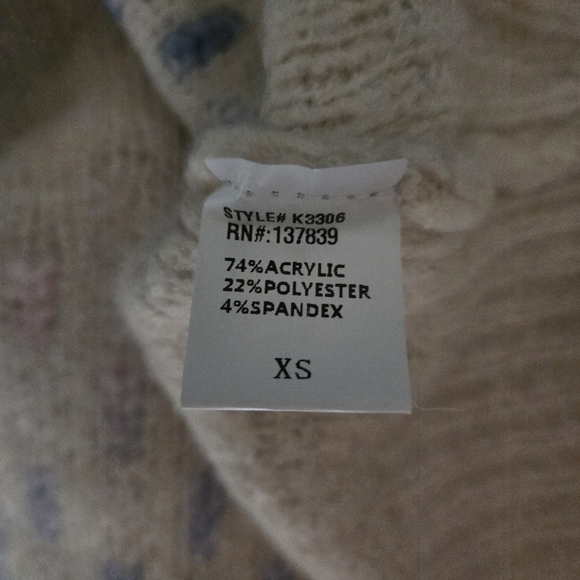 STYLE# K3306
RN#:137839
74%ACRYLIC
22%POLYESTER
4%SPANDEX
XS